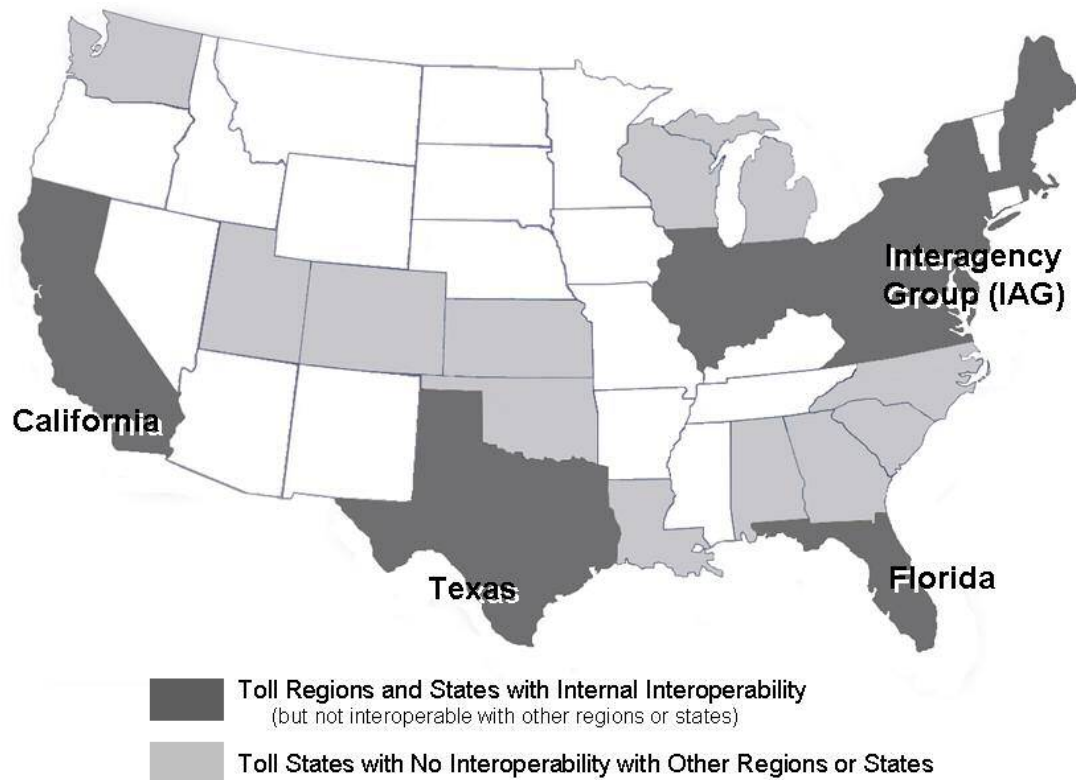 Interagency
Group (IAG)
California
Texas
Florida
Toll Regions and States with Internal Interoperability
(but not interoperable with other regions or states)
Toll States with No Interoperability with Other Regions or States